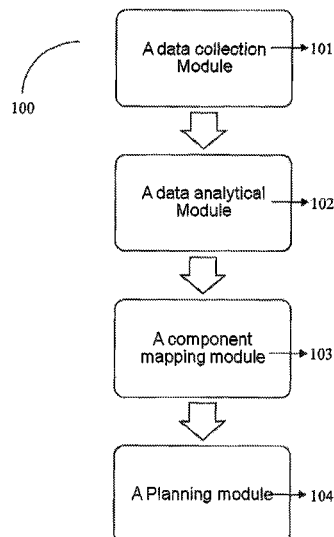 A data collection
Module
101
100
A data analytical
Module
102
A component
mapping module
103
A Planning module
104